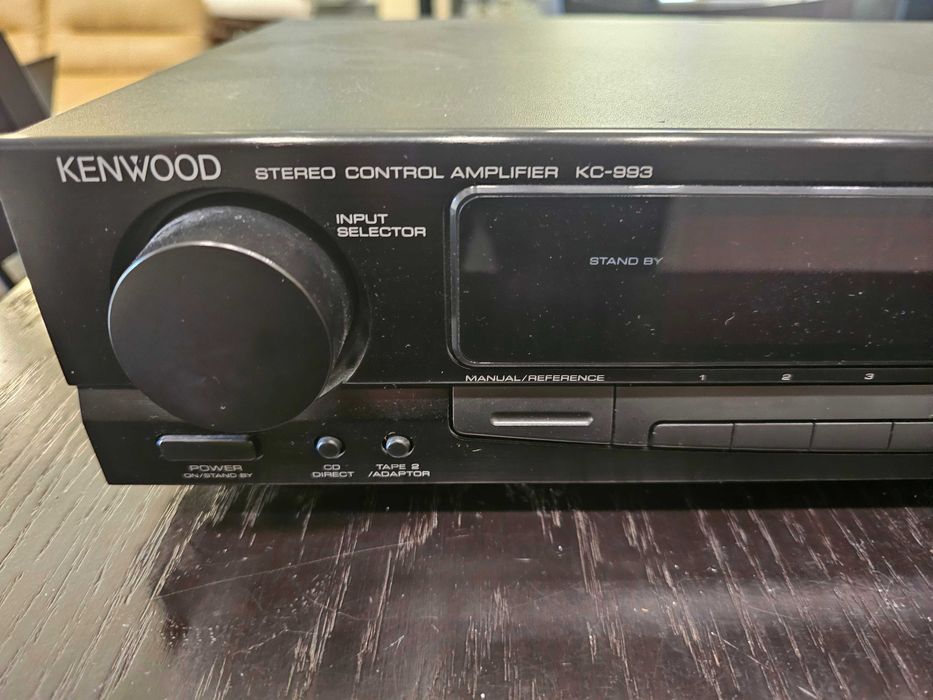 KENWOOD STEREO CONTROL AMPLIFIER KC-993
INPUT
SELECTOR
STAND BY
MANUAL/REFERENCE 1 2 3
POWER
ON/STAND BY
CD
DIRECT
TAPE 2
/ADAPTOR